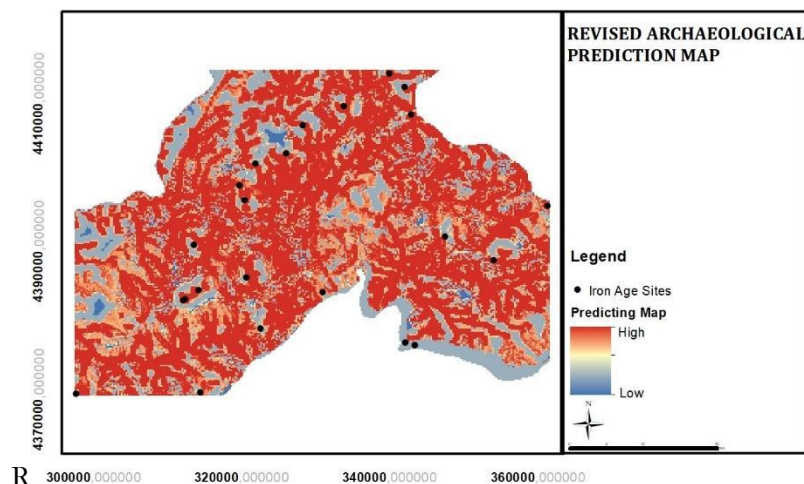 REVISED ARCHAEOLOGICAL
PREDICTION MAP
4410000,000000
4390000,000000
4370000,000000
Legend
Iron Age Sites
Predicting Map
High
Low
N
R 300000,000000 320000,000000 340000,000000 360000,000000